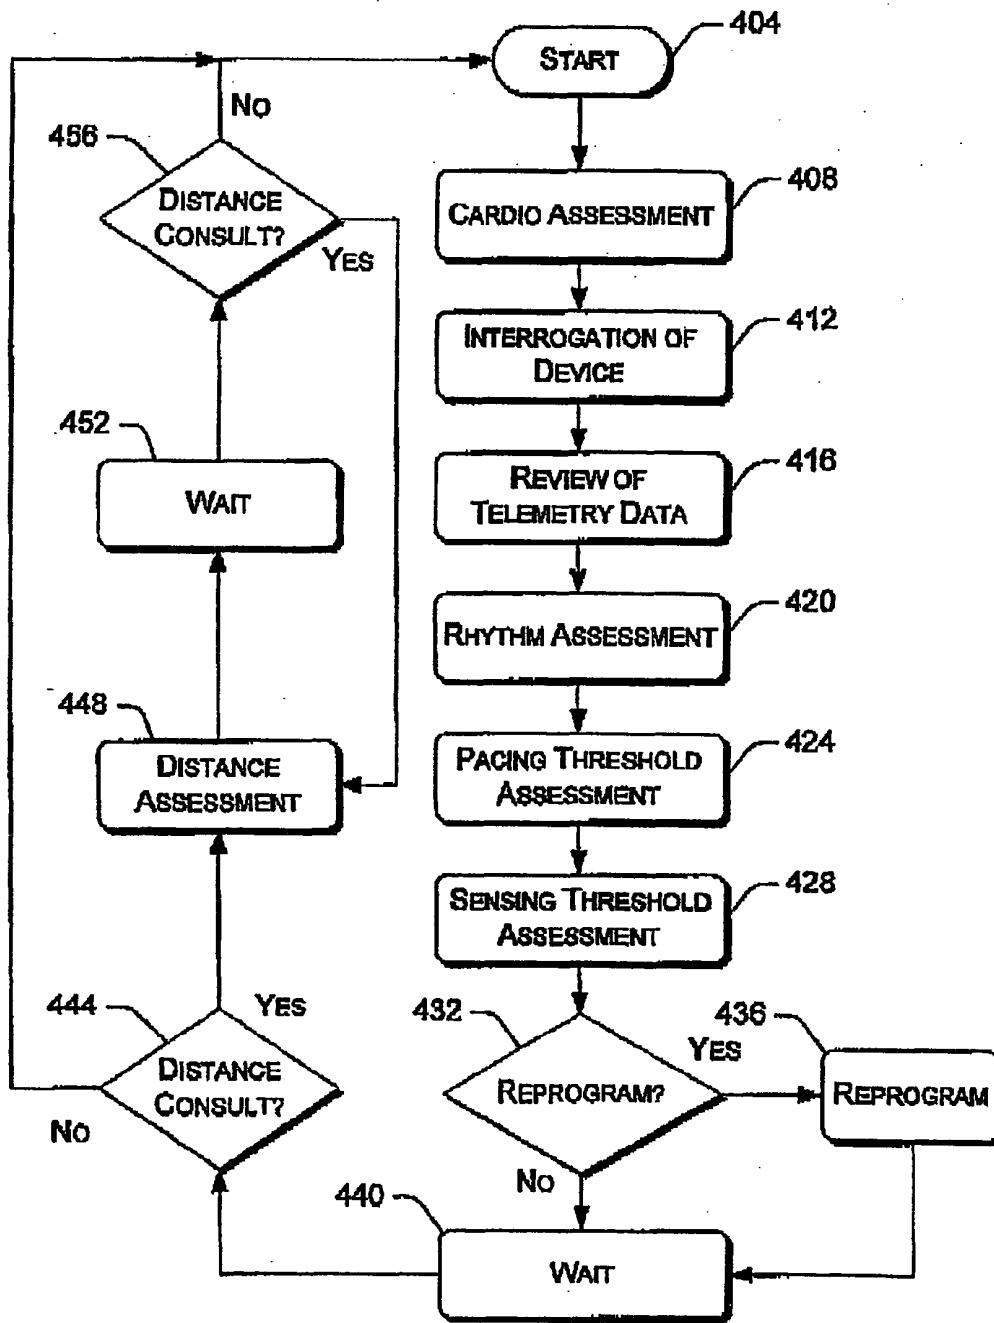 START
404
NO
456
DISTANCE
CONSULT?
YES
CARDIO ASSESSMENT
408
INTERROGATION OF
DEVICE
412
452
WAIT
REVIEW OF
TELEMETRY DATA
416
RHYTHM ASSESSMENT
420
448
DISTANCE
ASSESSMENT
PACING THRESHOLD
ASSESSMENT
424
SENSING THRESHOLD
ASSESSMENT
428
444
YES
DISTANCE
CONSULT?
NO
432
REPROGRAM?
YES
NO
436
REPROGRAM
440
WAIT